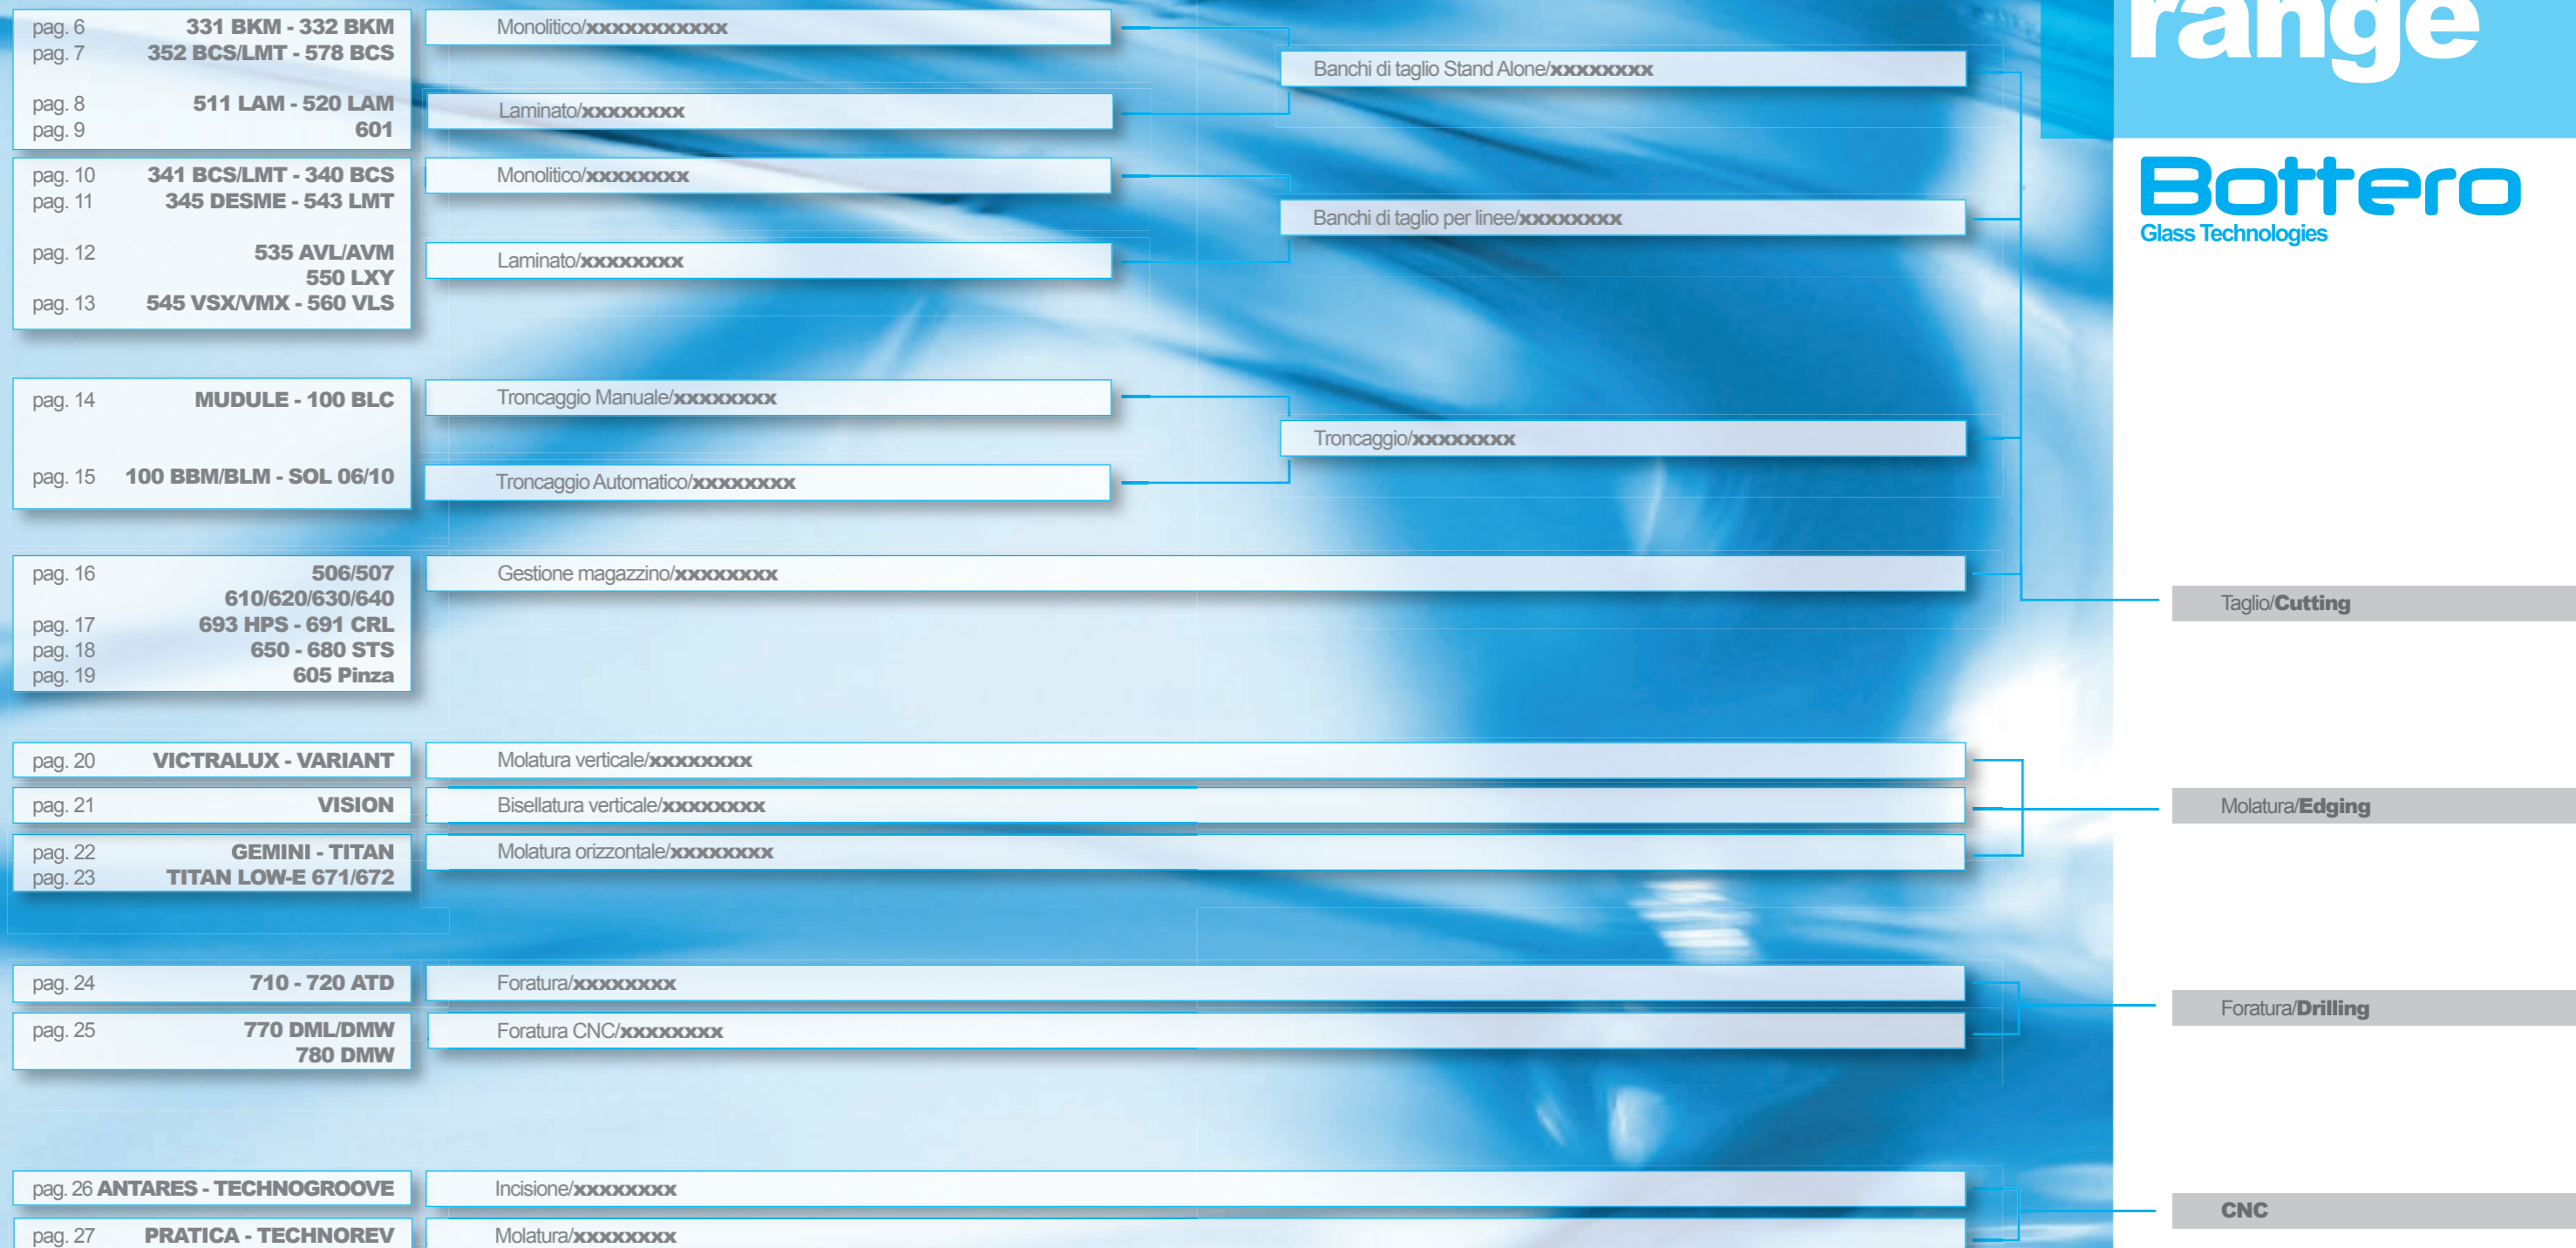 range
Bottero
Glass Technologies
pag. 6 331 BKM - 332 BKM
pag. 7 352 BCS/LMT - 578 BCS
pag. 8 511 LAM - 520 LAM
pag. 9 601
Monolitico/xxxxxxxxxxx
Laminato/xxxxxxxx
Banchi di taglio Stand Alone/xxxxxxxx
pag. 10 341 BCS/LMT - 340 BCS
pag. 11 345 DESME - 543 LMT
pag. 12 535 AVL/AVM
550 LXY
pag. 13 545 VSX/VMX - 560 VLS
Monolitico/xxxxxxxx
Laminato/xxxxxxxx
Banchi di taglio per linee/xxxxxxxx
pag. 14 MUDULE - 100 BLC
pag. 15 100 BBM/BLM - SOL 06/10
Troncaggio Manuale/xxxxxxxx
Troncaggio Automatico/xxxxxxxx
Troncaggio/xxxxxxxx
pag. 16 506/507
610/620/630/640
pag. 17 693 HPS - 691 CRL
pag. 18 650 - 680 STS
pag. 19 605 Pinza
Gestione magazzino/xxxxxxxx
Taglio/Cutting
pag. 20 VICTRALUX - VARIANT
Molatura verticale/xxxxxxxx
pag. 21 VISION
Bisellatura verticale/xxxxxxxx
pag. 22 GEMINI - TITAN
pag. 23 TITAN LOW-E 671/672
Molatura orizzontale/xxxxxxxx
Molatura/Edging
pag. 24 710 - 720 ATD
Foratura/xxxxxxxx
pag. 25 770 DML/DMW
780 DMW
Foratura CNC/xxxxxxxx
Foratura/Drilling
pag. 26 ANTARES - TECHNOGROOVE
Incisione/xxxxxxxx
pag. 27 PRATICA - TECHNOREV
Molatura/xxxxxxxx
CNC